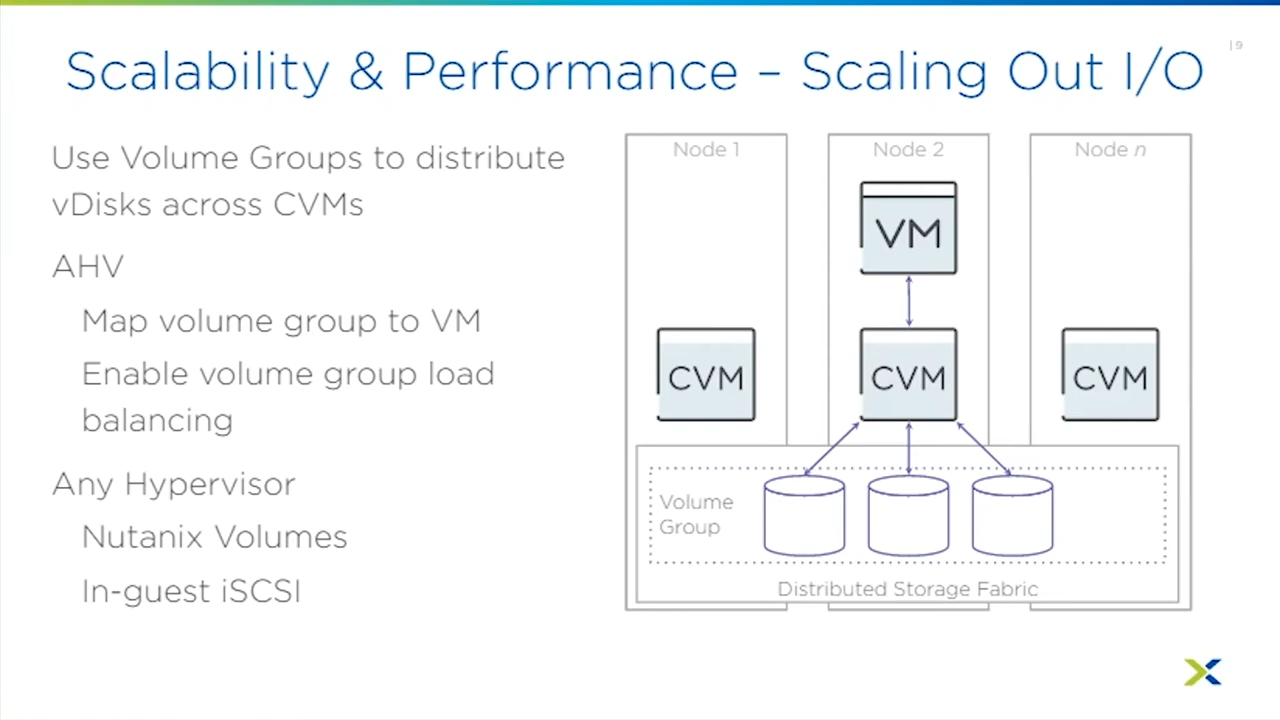 | 9
Scalability & Performance – Scaling Out I/O
Use Volume Groups to distribute
vDisks across CVMs
AHV
Map volume group to VM
Enable volume group load
balancing
Any Hypervisor
Nutanix Volumes
In-guest iSCSI
Node 1
Node 2
Node n
VM
CVM
CVM
CVM
Volume
Group
Distributed Storage Fabric